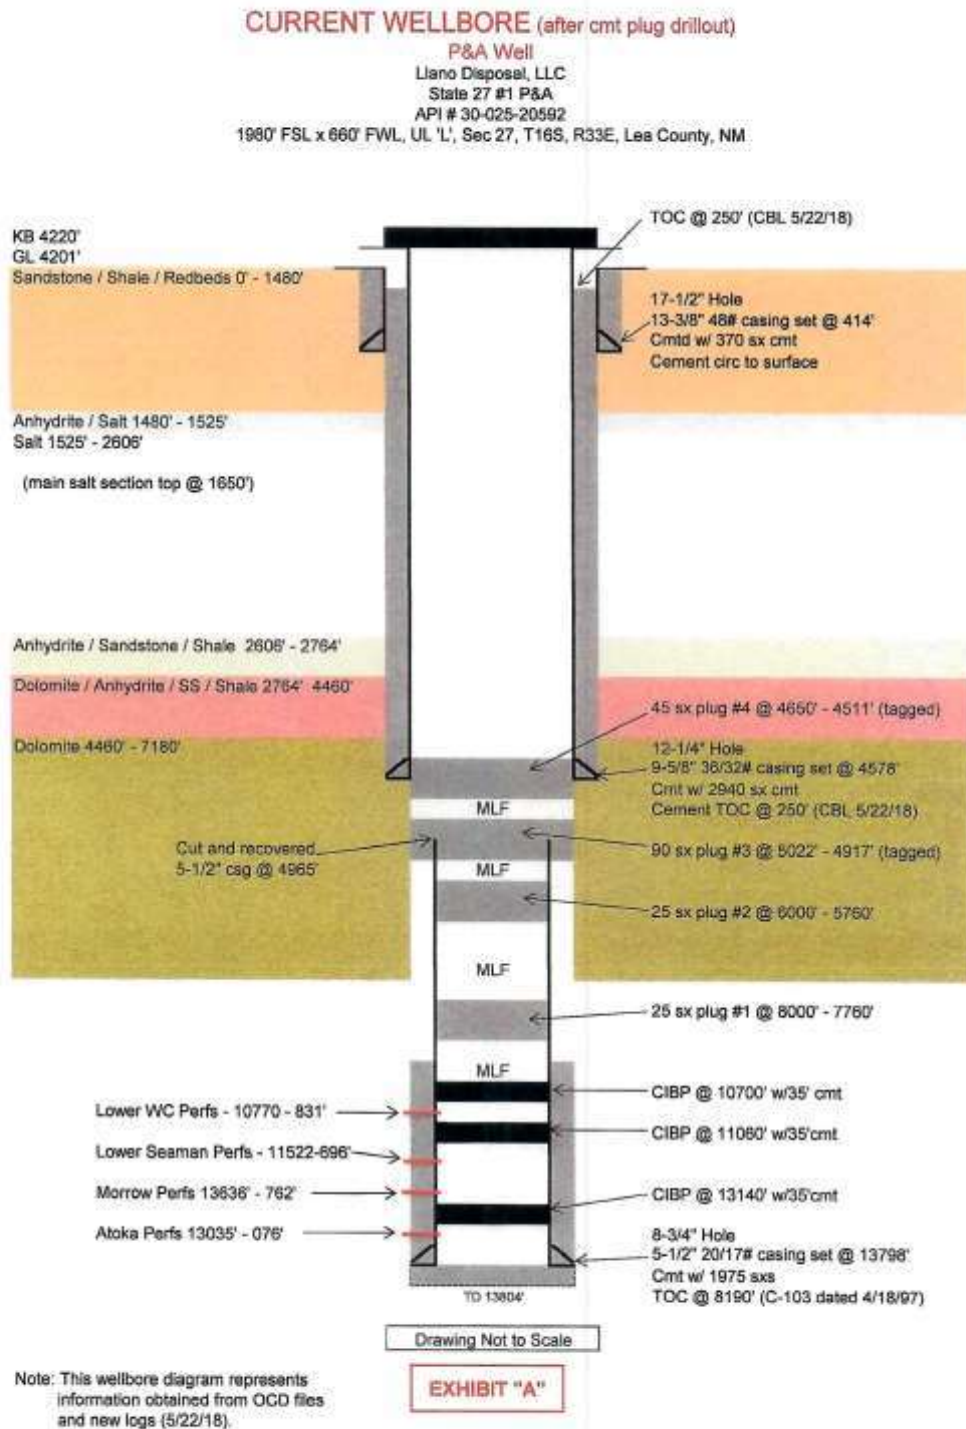 CURRENT WELLBORE (after cmt plug drillout)
P&A Well
Llano Disposal, LLC
State 27 #1 P&A
API # 30-025-20592
1980' FSL x 660' FWL, UL 'L', Sec 27, T16S, R33E, Lea County, NM
TOC @ 250' (CBL 5/22/18)
KB 4220'
GL 4201'
Sandstone / Shale / Redbeds 0' - 1480'
17-1/2" Hole
13-3/8" 48# casing set @ 414'
Cmtd w/ 370 sx cmt
Cement circ to surface
Anhydrite / Salt 1480' - 1525'
Salt 1525' - 2606'
(main salt section top @ 1650')
Anhydrite / Sandstone / Shale 2606' - 2764'
Dolomite / Anhydrite / SS / Shale 2764' 4460'
45 sx plug #4 @ 4650' - 4511' (tagged)
Dolomite 4460' - 7180'
12-1/4" Hole
9-5/8" 36/32# casing set @ 4578'
Cmt w/ 2940 sx cmt
Cement TOC @ 250' (CBL 5/22/18)
MLF
Cut and recovered
5-1/2" csg @ 4965'
90 sx plug #3 @ 5022' - 4917' (tagged)
MLF
25 sx plug #2 @ 6000' - 5760'
MLF
25 sx plug #1 @ 8000' - 7760'
MLF
CIBP @ 10700' w/35' cmt
Lower WC Perfs - 10770 - 831'
CIBP @ 11060' w/35'cmt
Lower Seaman Perfs - 11522-696'
Morrow Perfs 13636' - 762'
CIBP @ 13140' w/35'cmt
Atoka Perfs 13035' - 076'
8-3/4" Hole
5-1/2" 20/17# casing set @ 13798'
Cmt w/ 1975 sxs
TOC @ 8190' (C-103 dated 4/18/97)
TD 13804'
Drawing Not to Scale
Note: This wellbore diagram represents
information obtained from OCD files
and new logs (5/22/18).
EXHIBIT "A"